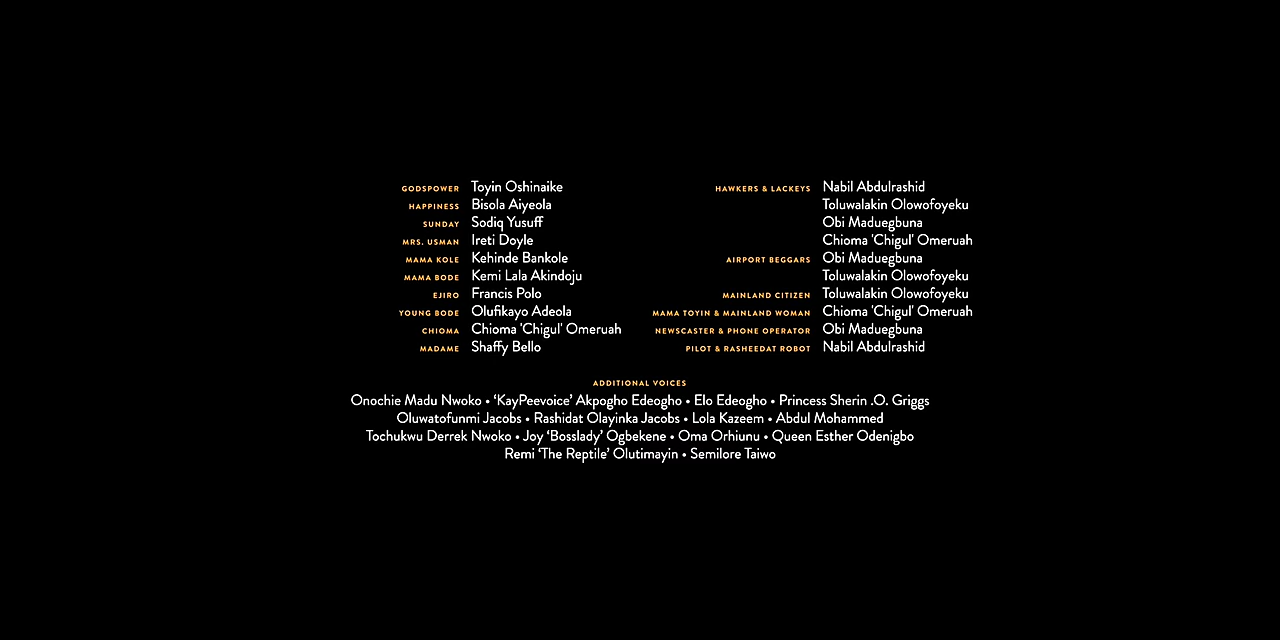 GODSPOWER Toyin Oshinaike
HAPPINESS Bisola Aiyeola
SUNDAY Sodiq Yusuff
MRS. USMAN Ireti Doyle
MAMA KOLE Kehinde Bankole
MAMA BODE Kemi Lala Akindoju
EJIRO Francis Polo
YOUNG BODE Olufikayo Adeola
CHIOMA Chioma 'Chigul' Omeruah
MADAME Shaffy Bello
HAWKERS & LACKEYS Nabil Abdulrashid
Toluwalakin Olowofoyeku
Obi Maduegbuna
Chioma 'Chigul' Omeruah
AIRPORT BEGGARS Obi Maduegbuna
Toluwalakin Olowofoyeku
MAINLAND CITIZEN Toluwalakin Olowofoyeku
MAMA TOYIN & MAINLAND WOMAN Chioma 'Chigul' Omeruah
NEWSCASTER & PHONE OPERATOR Obi Maduegbuna
PILOT & RASHEEDAT ROBOT Nabil Abdulrashid
ADDITIONAL VOICES
Onochie Madu Nwoko • ‘KayPeevoice’ Akpogho Edeogho • Elo Edeogho • Princess Sherin .O. Griggs
Oluwatofunmi Jacobs • Rashidat Olayinka Jacobs • Lola Kazeem • Abdul Mohammed
Tochukwu Derrek Nwoko • Joy ‘Bosslady’ Ogbekene • Oma Orhiunu • Queen Esther Odenigbo
Remi ‘The Reptile’ Olutimayin • Semilore Taiwo